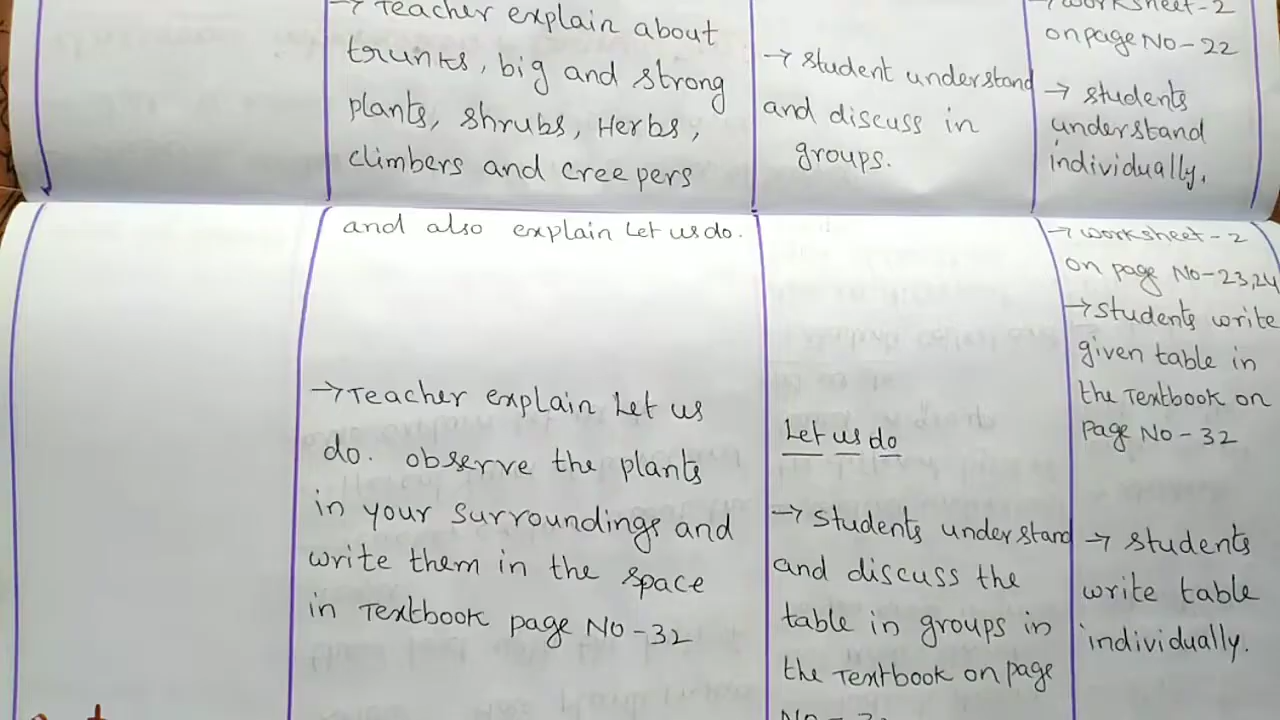 → Teacher explain about
trunks, big and strong
plants, shrubs, Herbs,
climbers and creepers
and also explain Let us do.
→ Teacher explain Let us
do. observe the plants
in your surroundings and
write them in the space
in Textbook page No-32
→ student understand
and discuss in
groups.
Let us do
→ students understand
and discuss the
table in groups in
the Textbook on page
→ worksheet-2
on page No-22
→ students
understand
individually.
→ worksheet-2
on page No-23,24
→ students write
given table in
the Textbook on
page No-32
→ students
write table
individually.